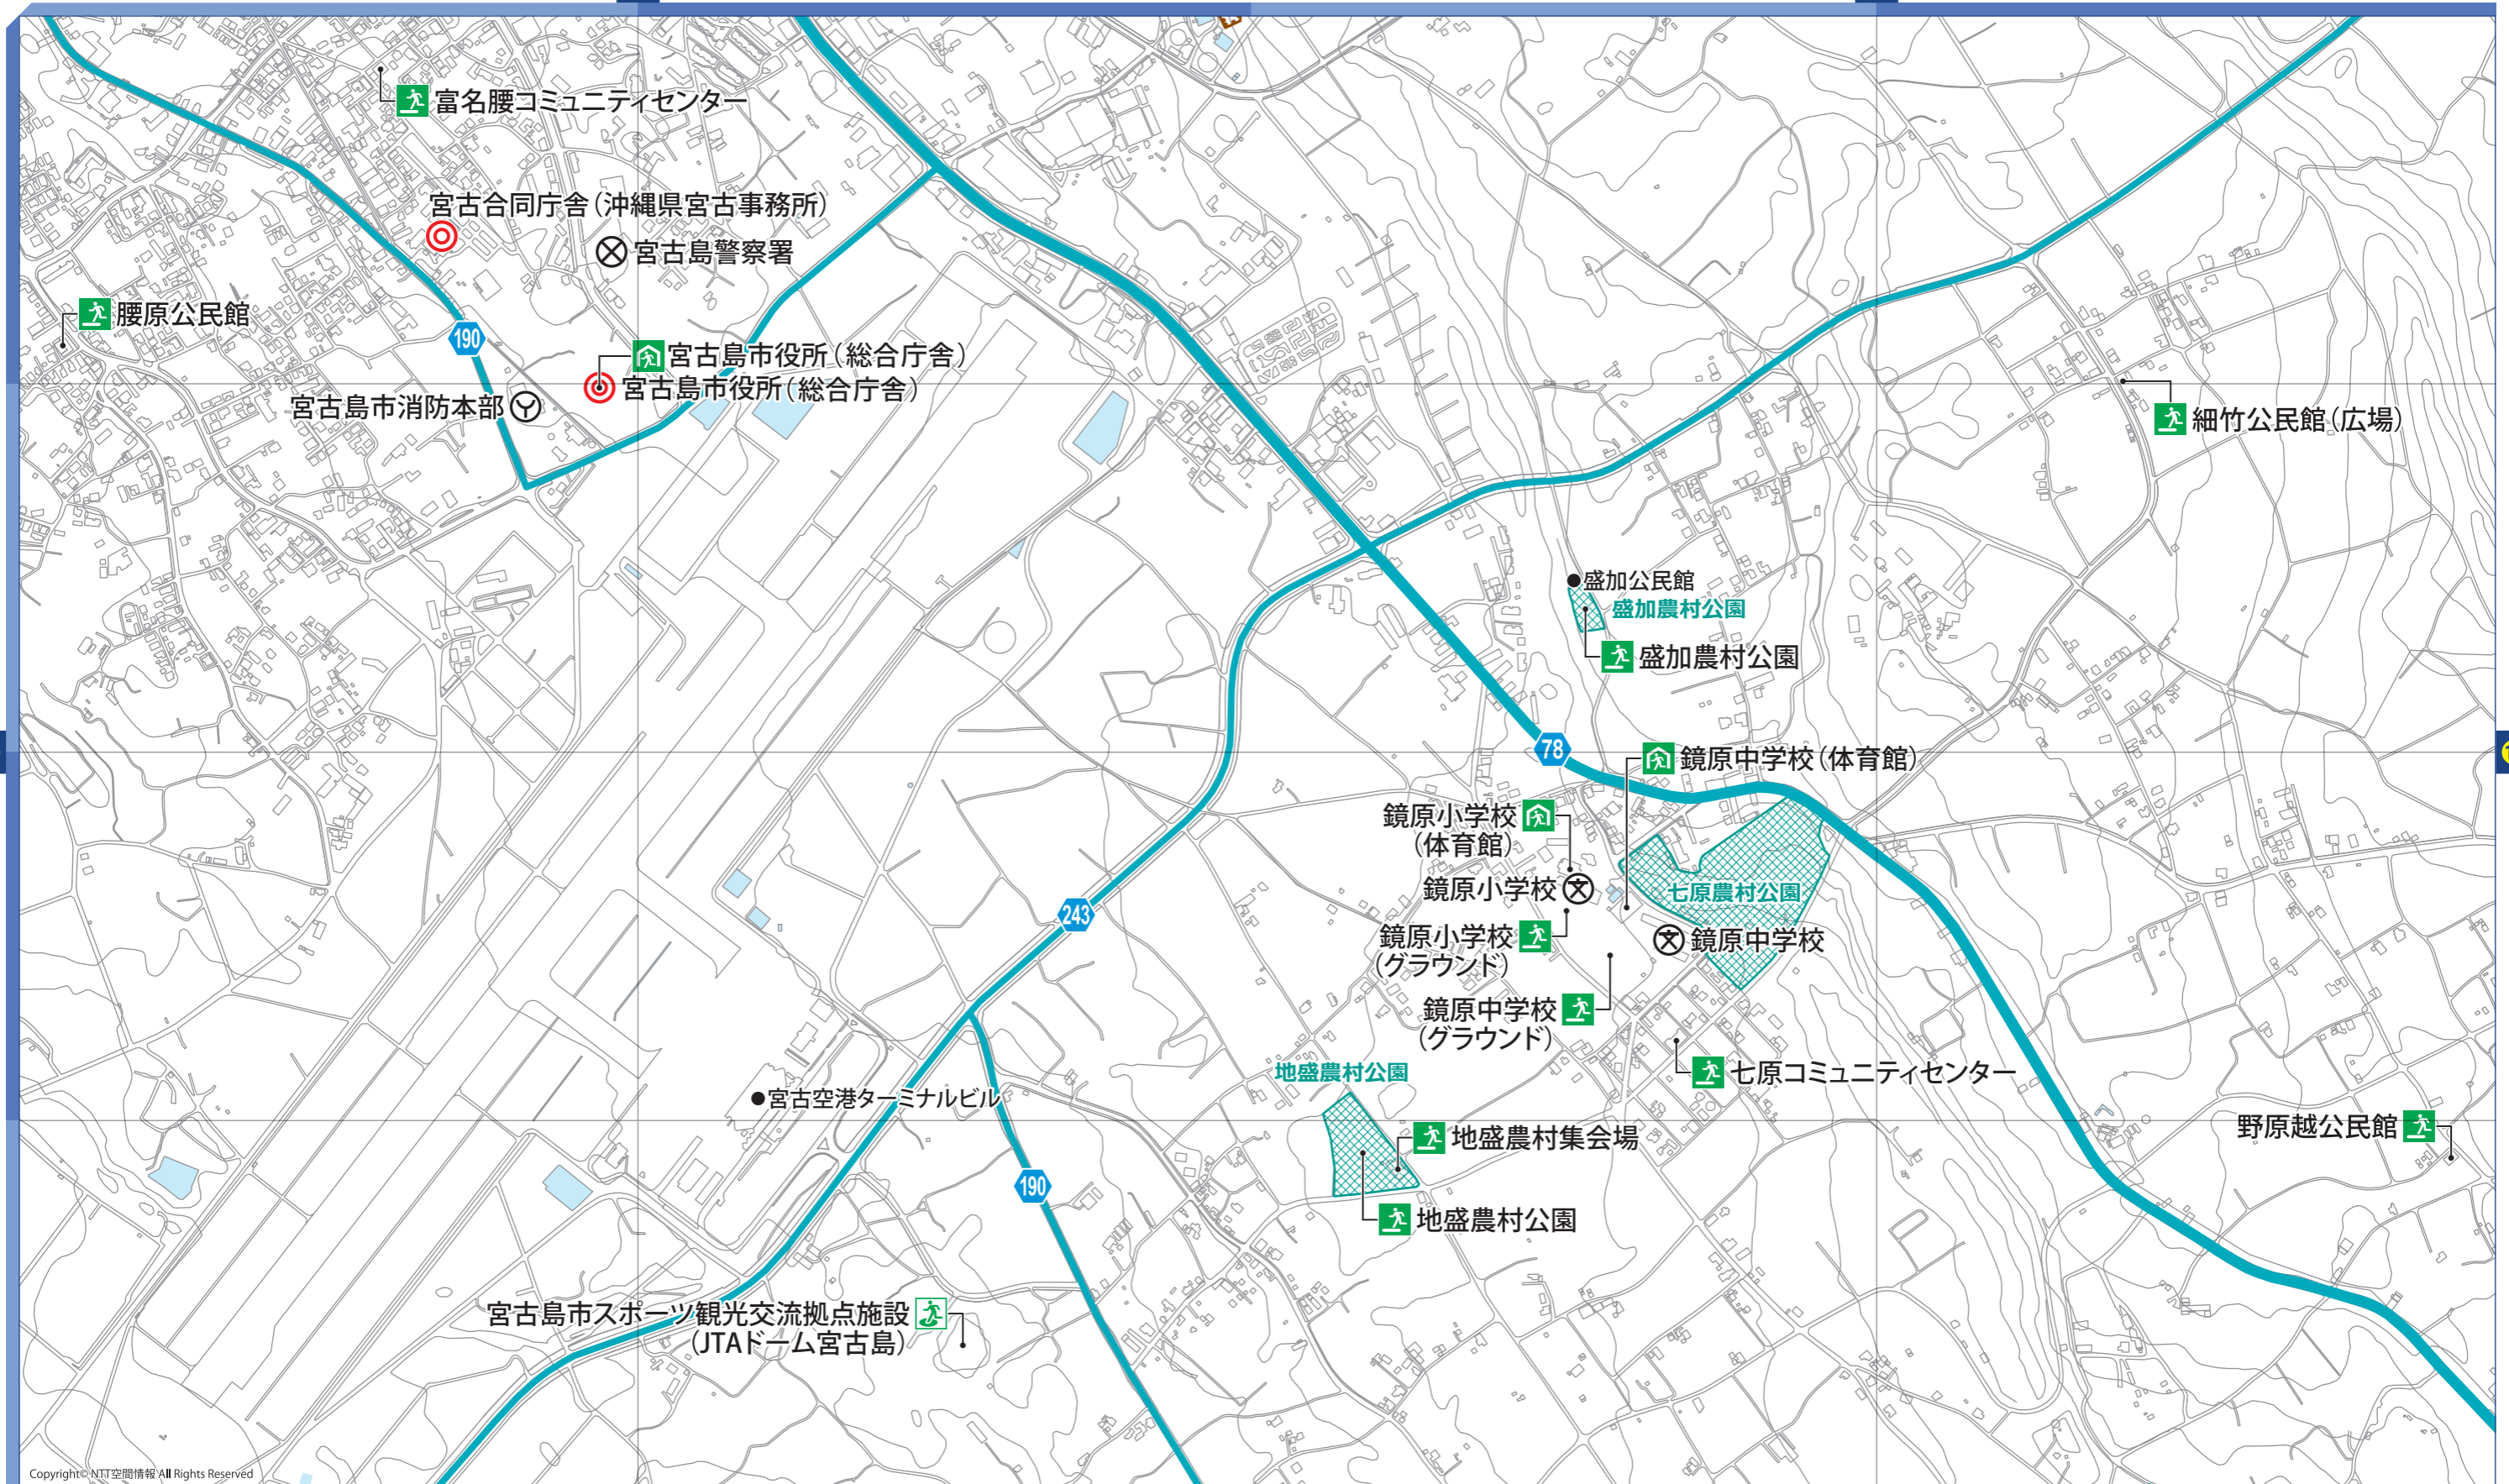 富名腰コミュニティセンター
宮古合同庁舎(沖縄県宮古事務所)
宮古島警察署
腰原公民館
190
宮古島市役所(総合庁舎)
宮古島市役所(総合庁舎)
宮古島市消防本部
細竹公民館(広場)
盛加公民館
盛加農村公園
盛加農村公園
78
鏡原中学校(体育館)
鏡原小学校
(体育館)
鏡原小学校
七原農村公園
243
鏡原小学校
(グラウンド)
鏡原中学校
鏡原中学校
(グラウンド)
七原コミュニティセンター
地盛農村公園
宮古空港ターミナルビル
野原越公民館
地盛農村集会場
190
地盛農村公園
宮古島市スポーツ観光交流拠点施設
(JTAドーム宮古島)
Copyright© NTT空間情報 All Rights Reserved